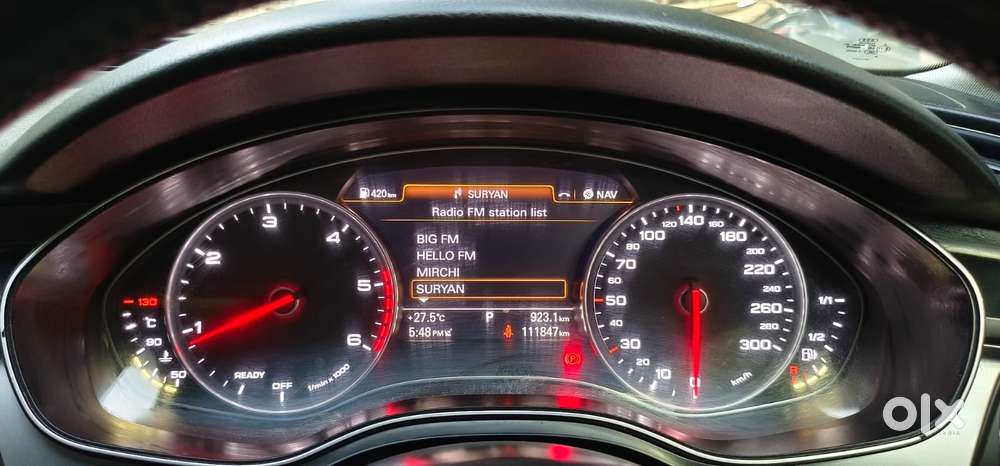 420km SURYAN NAV
Radio FM station list
BIG FM
HELLO FM
MIRCHI
SURYAN
+27.5°C P 923.1km
5:48 PM 111847km
1 2 3 4 5 6
READY OFF 1/min x 1000
130
°C
90
50
0 10 20 30 50 70 80 100 120 140 160 180 220 240 260 280 300
km/h
1/1
1/2
R
(P)
olx
INDIA